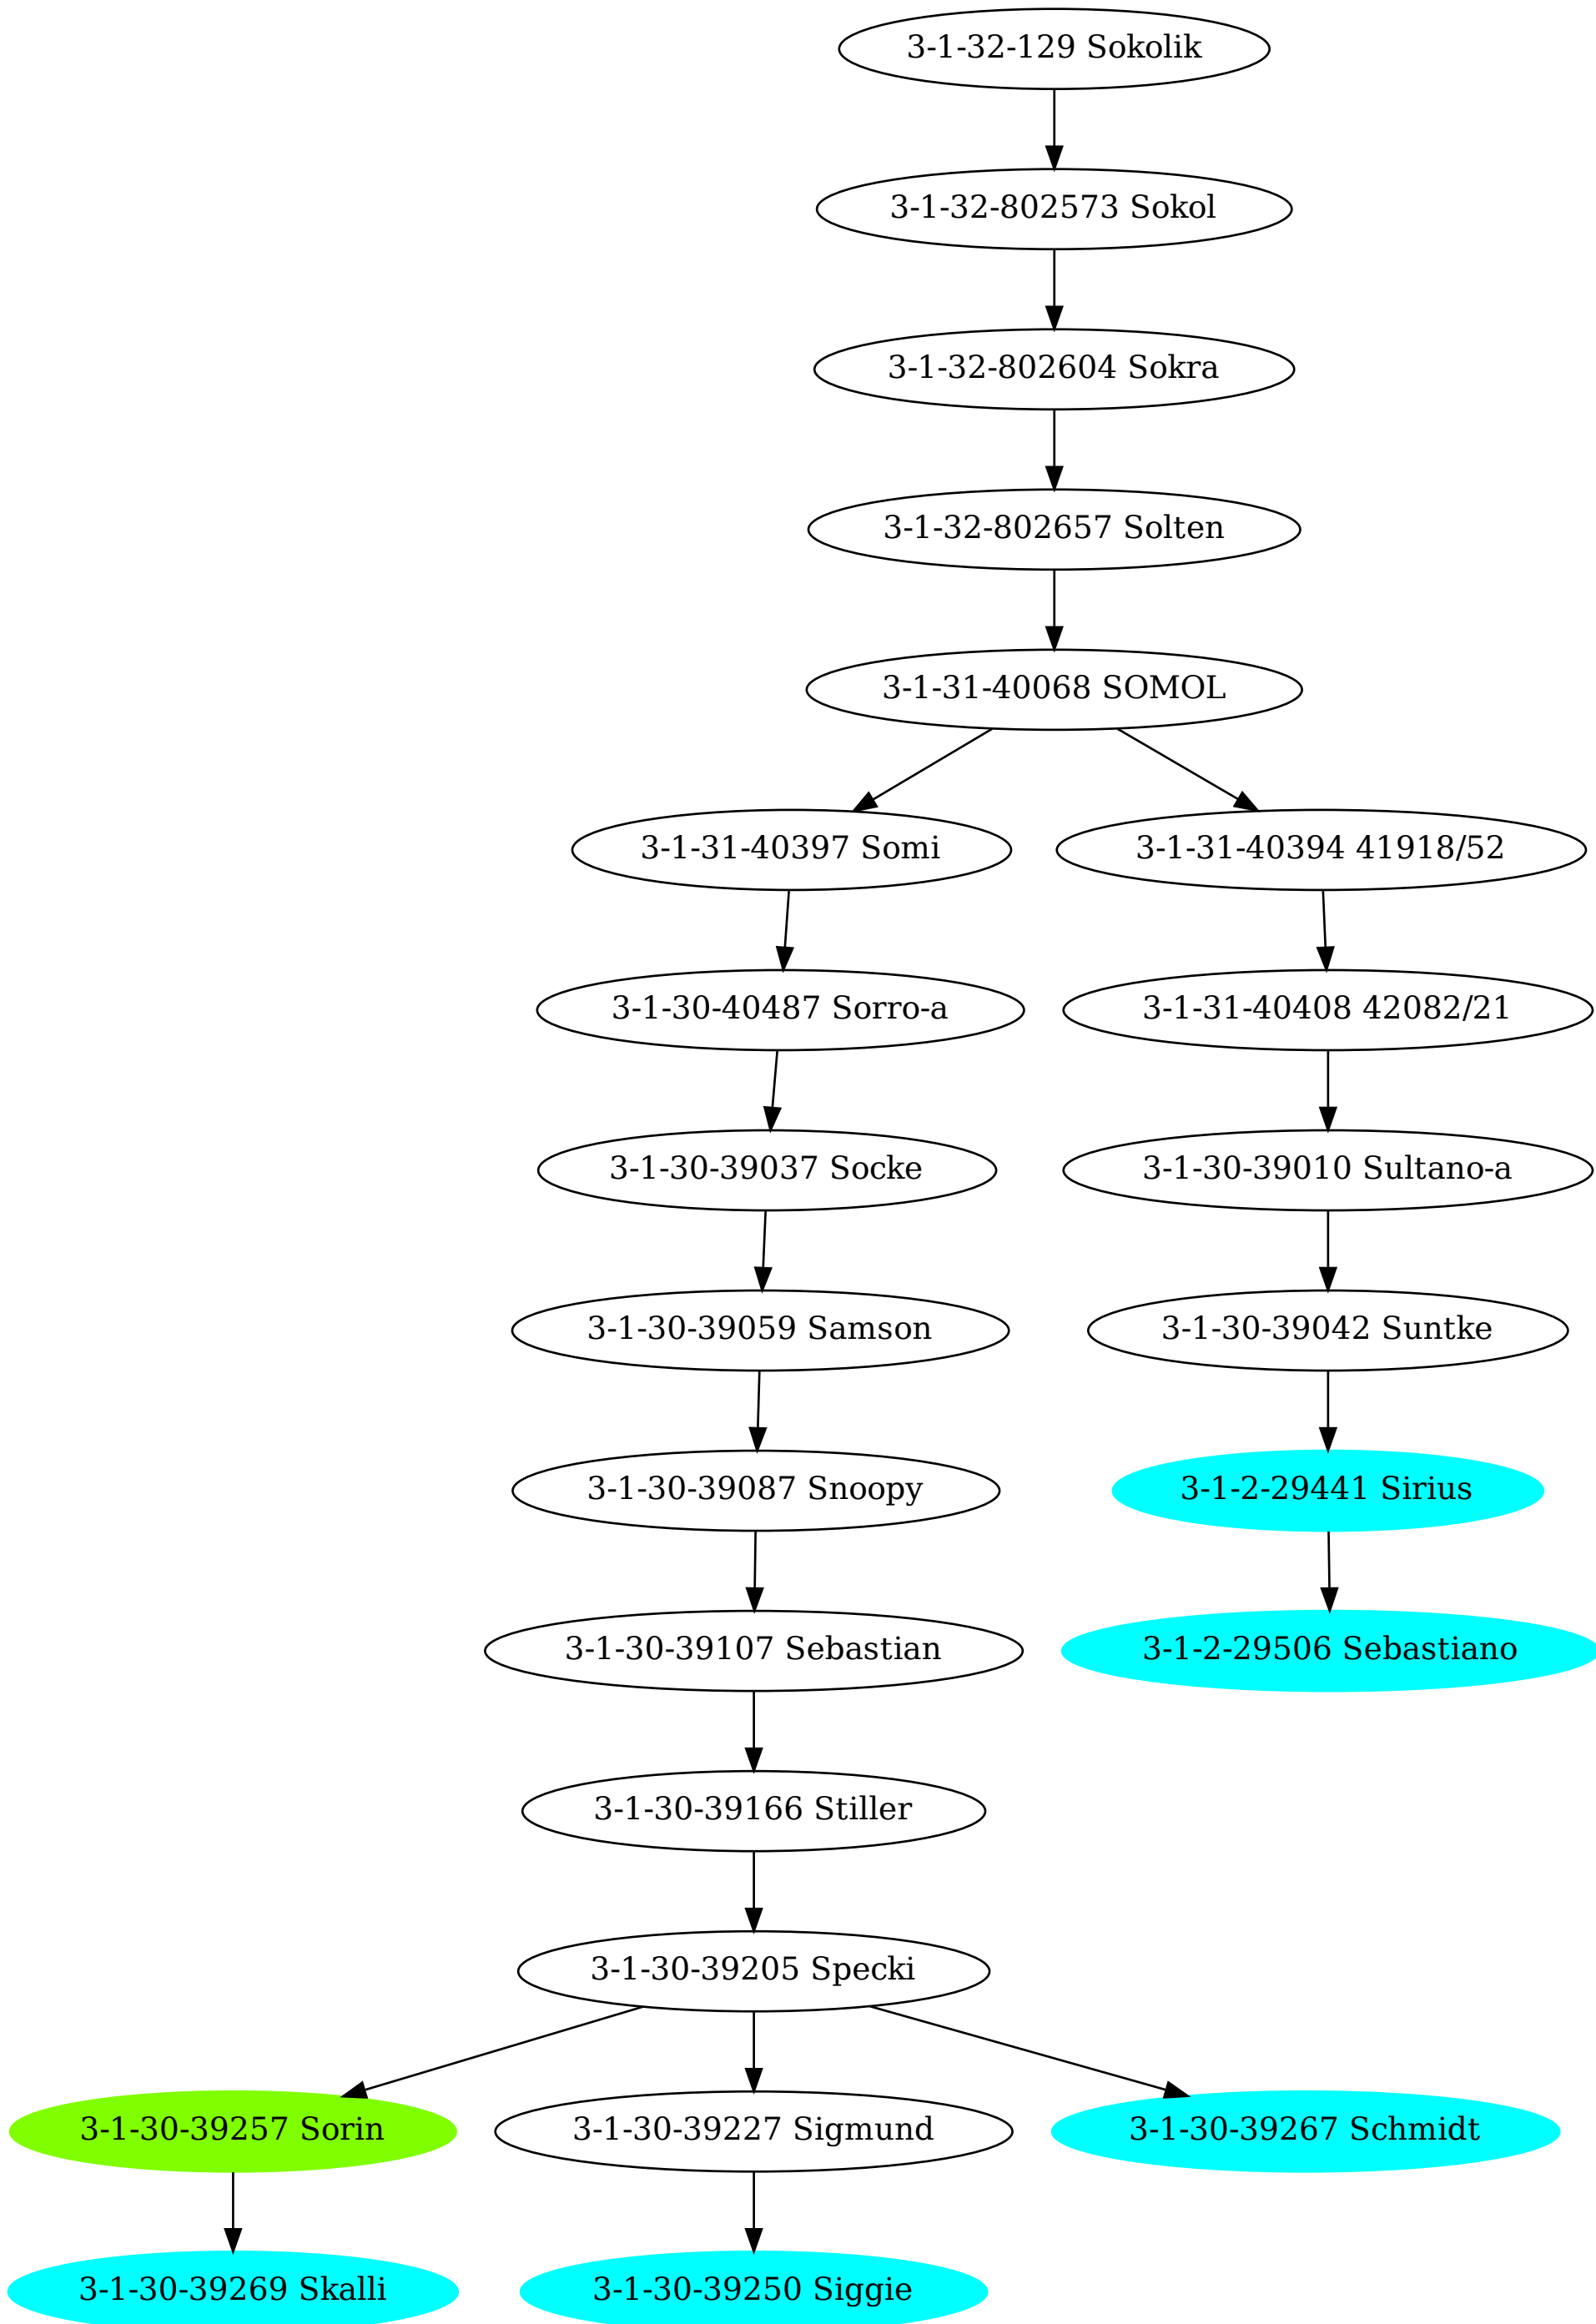 3-1-32-129 Sokolik
3-1-32-802573 Sokol
3-1-32-802604 Sokra
3-1-32-802657 Solten
3-1-31-40068 SOMOL
3-1-31-40397 Somi
3-1-31-40394 41918/52
3-1-30-40487 Sorro-a
3-1-31-40408 42082/21
3-1-30-39037 Socke
3-1-30-39010 Sultano-a
3-1-30-39059 Samson
3-1-30-39042 Suntke
3-1-30-39087 Snoopy
3-1-2-29441 Sirius
3-1-30-39107 Sebastian
3-1-2-29506 Sebastiano
3-1-30-39166 Stiller
3-1-30-39205 Specki
3-1-30-39257 Sorin
3-1-30-39227 Sigmund
3-1-30-39267 Schmidt
3-1-30-39269 Skalli
3-1-30-39250 Siggie